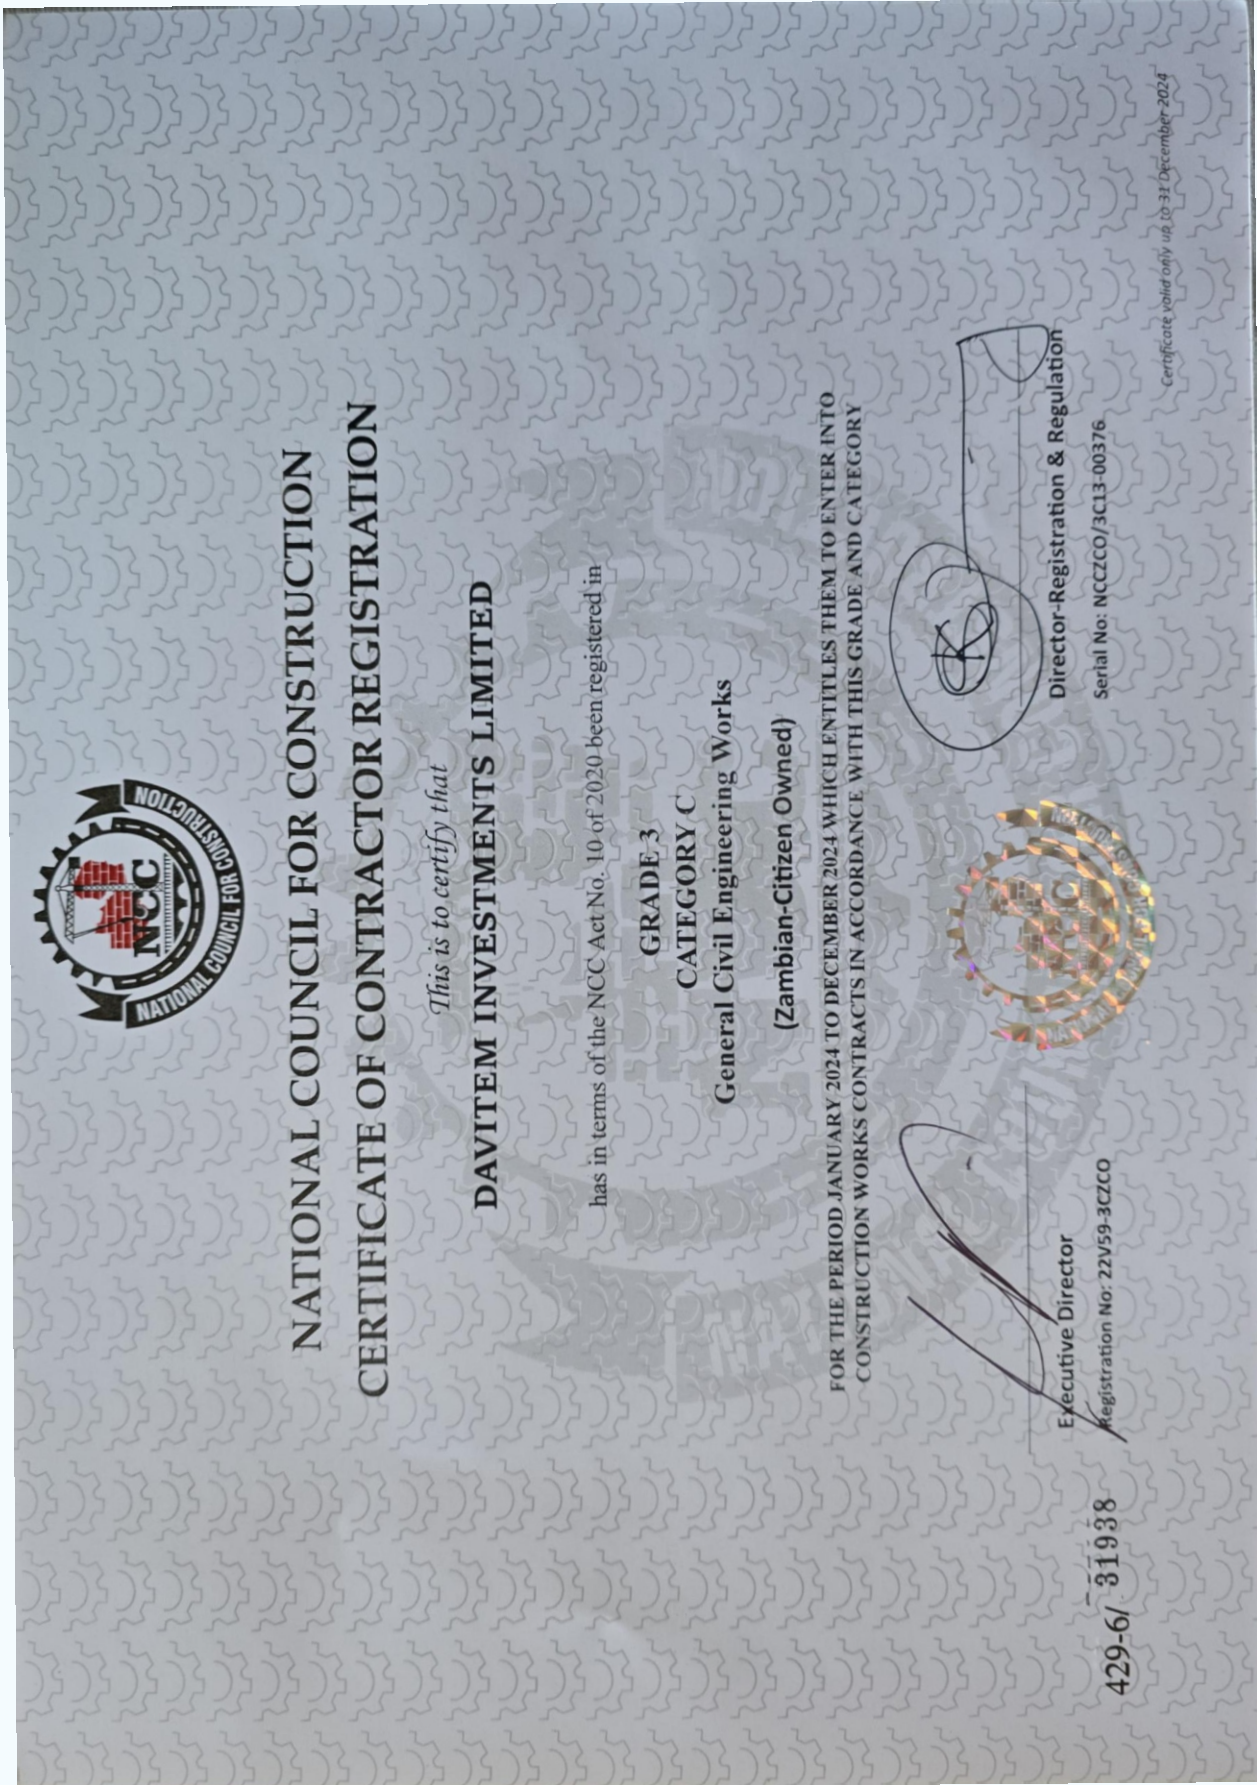 NCC
NATIONAL COUNCIL FOR CONSTRUCTION
NATIONAL COUNCIL FOR CONSTRUCTION
CERTIFICATE OF CONTRACTOR REGISTRATION
This is to certify that
DAVITEM INVESTMENTS LIMITED
has in terms of the NCC Act No. 10 of 2020 been registered in
GRADE 3
CATEGORY C
General Civil Engineering Works
(Zambian-Citizen Owned)
FOR THE PERIOD JANUARY 2024 TO DECEMBER 2024 WHICH ENTITLES THEM TO ENTER INTO
CONSTRUCTION WORKS CONTRACTS IN ACCORDANCE WITH THIS GRADE AND CATEGORY
Executive Director
Registration No: 22V59-3CZCO
Director-Registration & Regulation
Serial No: NCCZCO/3C13-00376
429-6/ 31938
Certificate valid only up to 31 December 2024